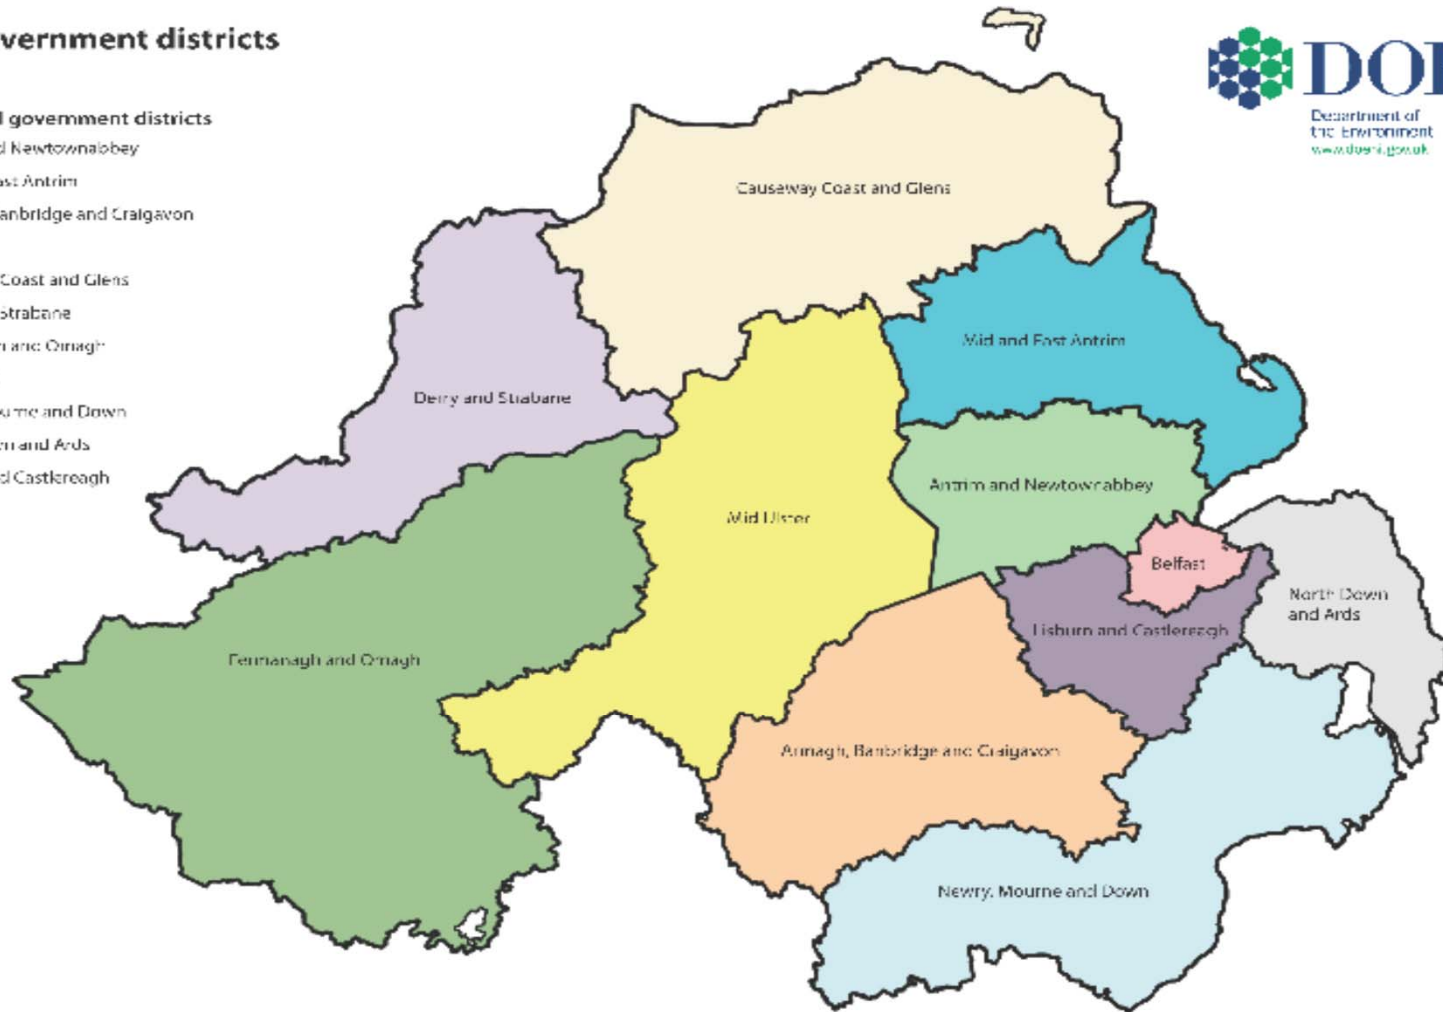 vernment districts
l government districts
d Newtownabbey
ast Antrim
anbridge and Craigavon
Coast and Glens
Strabane
h and Omagh
urne and Down
wn and Ards
d Castlereagh
DOE
Department of
the Environment
www.doeni.gov.uk
Causeway Coast and Glens
Mid and East Antrim
Derry and Strabane
Antrim and Newtownabbey
Mid Ulster
Belfast
North Down
and Ards
Lisburn and Castlereagh
Fermanagh and Omagh
Armagh, Banbridge and Craigavon
Newry, Mourne and Down